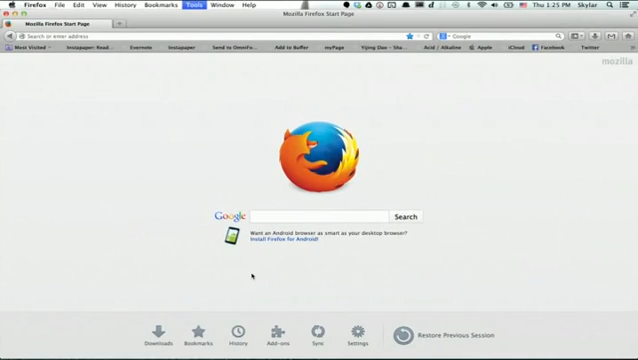 Firefox File Edit View History Bookmarks Tools Window Help Thu 1:25 PM Skylar
Mozilla Firefox Start Page
Mozilla Firefox Start Page
Search or enter address Google
Most Visited Instapaper: Read... Evernote Instapaper Send to OmniFo... Add to Buffer myPage Yijing Dao – Sha... Acid / Alkaline Apple iCloud Facebook Twitter
mozilla
Google Search
Want an Android browser as smart as your desktop browser?
Install Firefox for Android!
Downloads Bookmarks History Add-ons Sync Settings Restore Previous Session